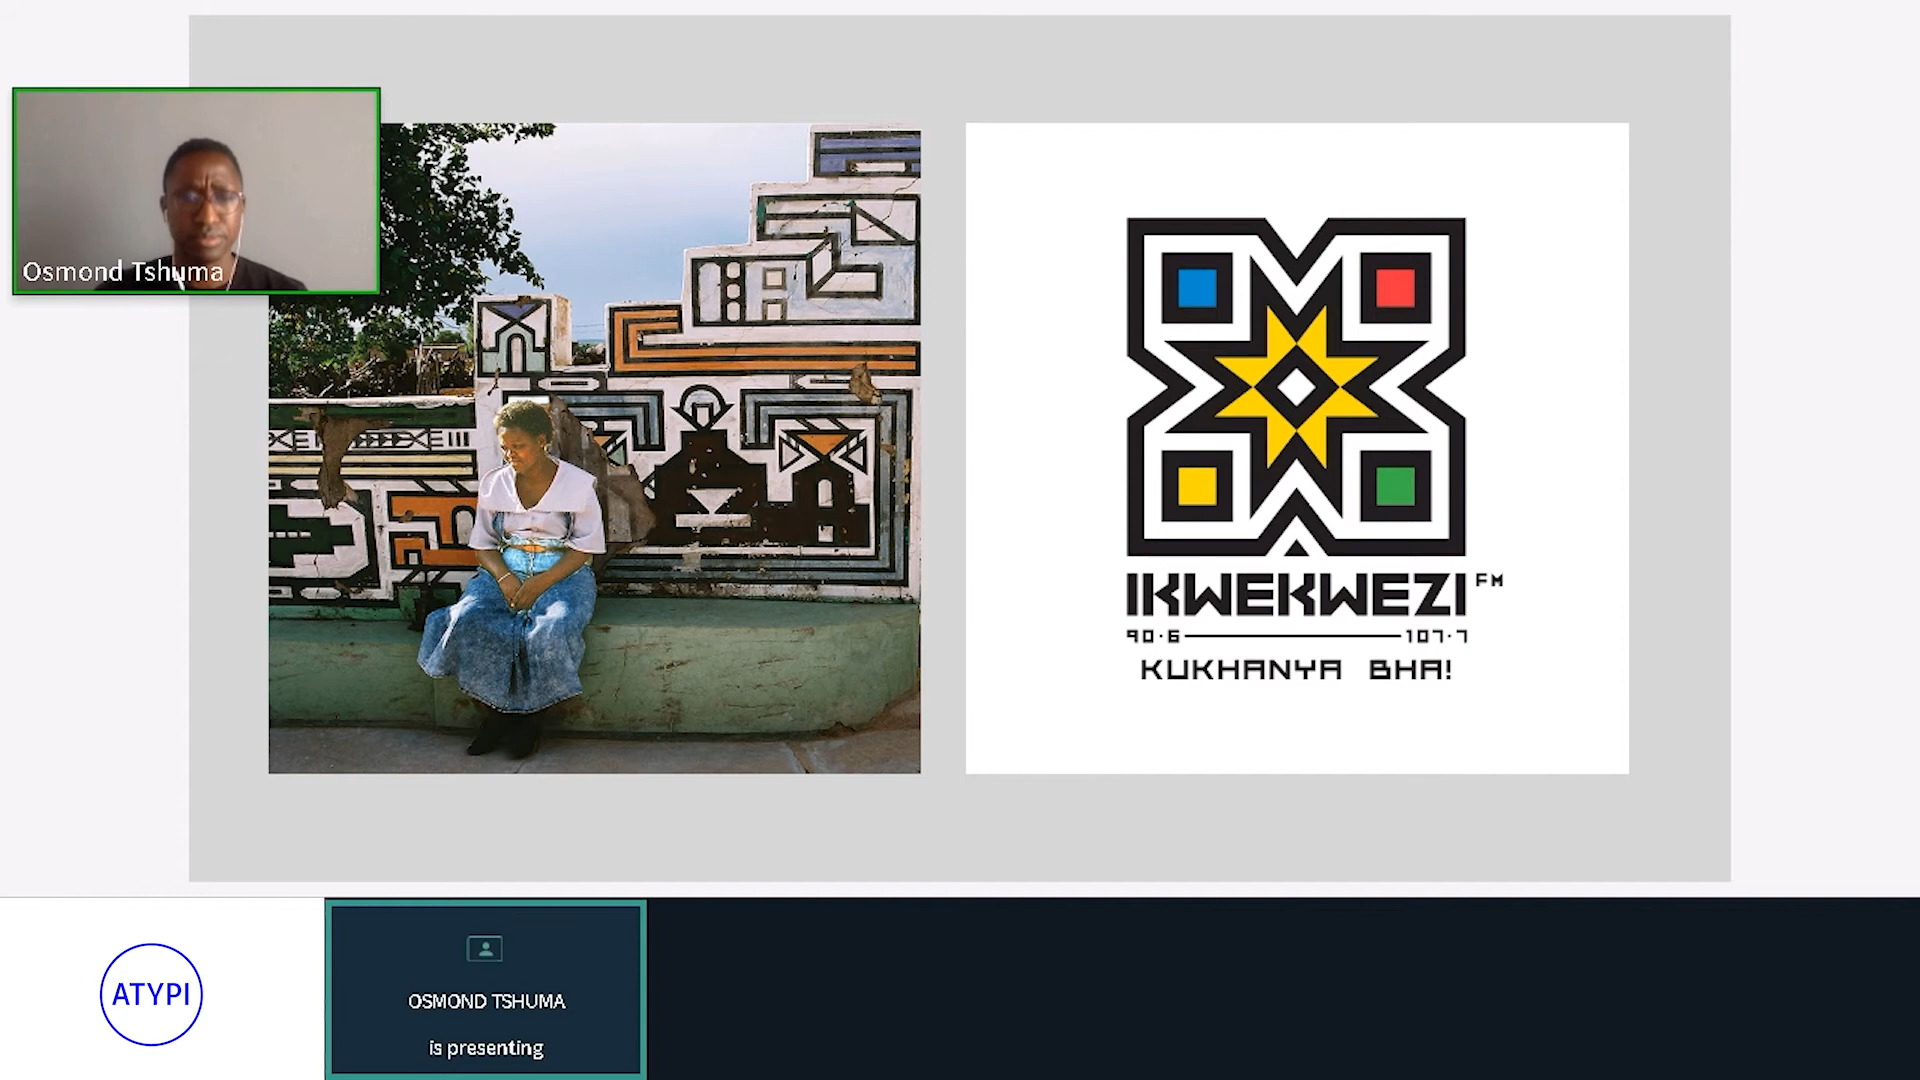 Osmond Tshuma
IKWEKWEZI FM
90.6 107.7
KUKHANYA BHA!
ATYPI
OSMOND TSHUMA
is presenting